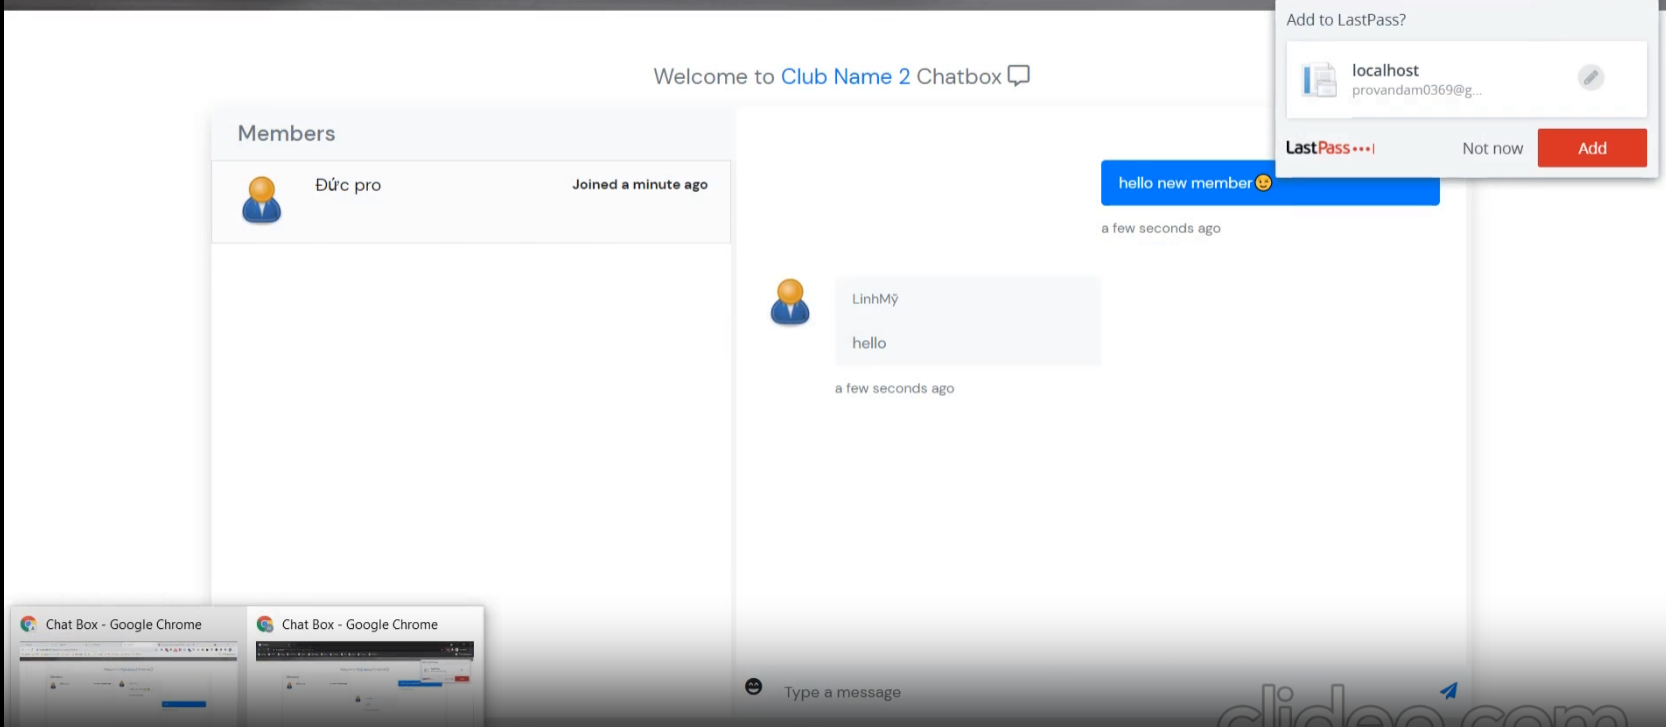 Add to LastPass?
localhost
provandam0369@g...
LastPass
Not now
Add
Welcome to Club Name 2 Chatbox
Members
Đức pro
Joined a minute ago
hello new member😉
a few seconds ago
LinhMỹ
hello
a few seconds ago
Chat Box - Google Chrome
Chat Box - Google Chrome
Type a message
clideo.com